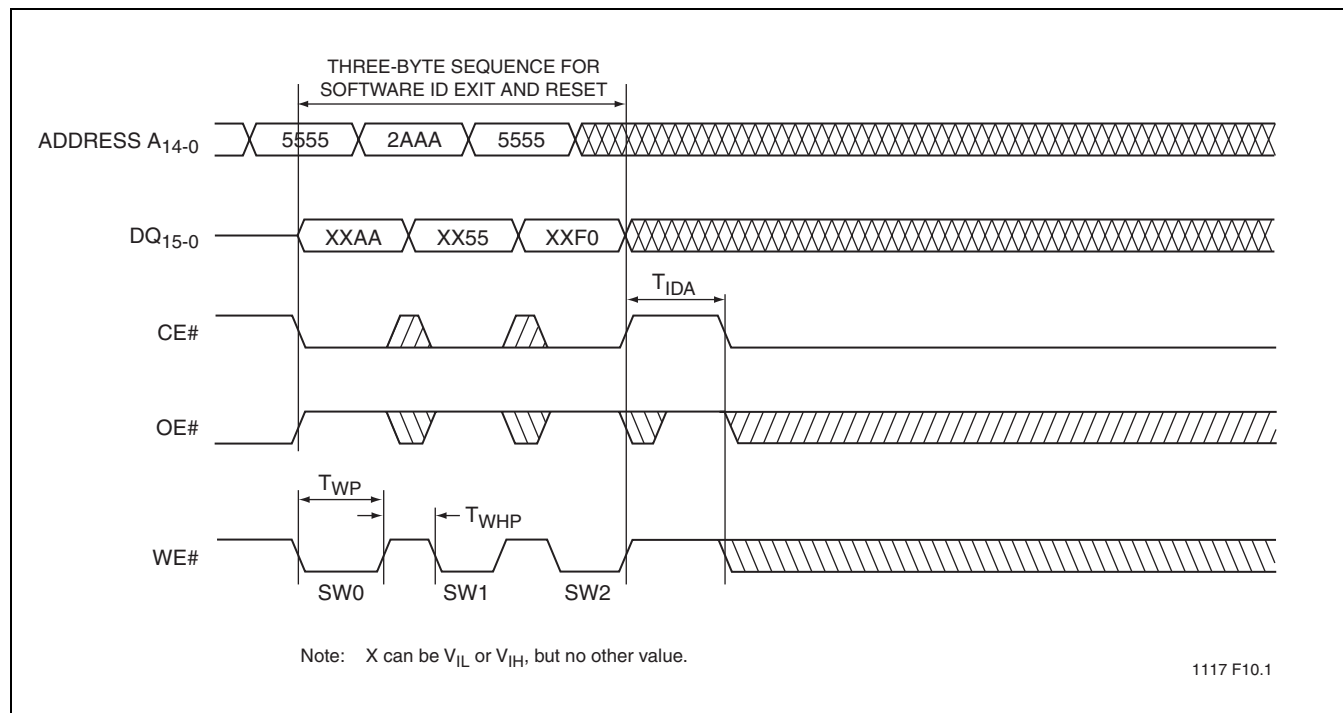 THREE-BYTE SEQUENCE FOR
SOFTWARE ID EXIT AND RESET
ADDRESS A14-0
5555
2AAA
5555
DQ15-0
XXAA
XX55
XXF0
TIDA
CE#
OE#
TWP
TWHP
WE#
SW0
SW1
SW2
Note: X can be VIL or VIH, but no other value.
1117 F10.1